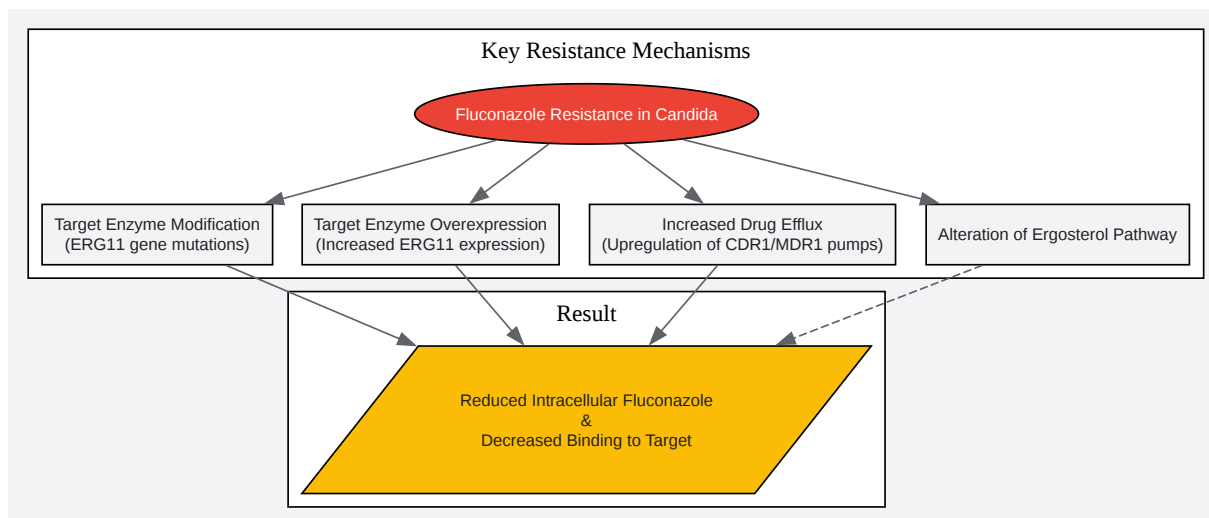 Key Resistance Mechanisms
Fluconazole Resistance in Candida
Target Enzyme Modification
(ERG11 gene mutations)
Target Enzyme Overexpression
(Increased ERG11 expression)
Increased Drug Efflux
(Upregulation of CDR1/MDR1 pumps)
Alteration of Ergosterol Pathway
Result
Reduced Intracellular Fluconazole
&
Decreased Binding to Target